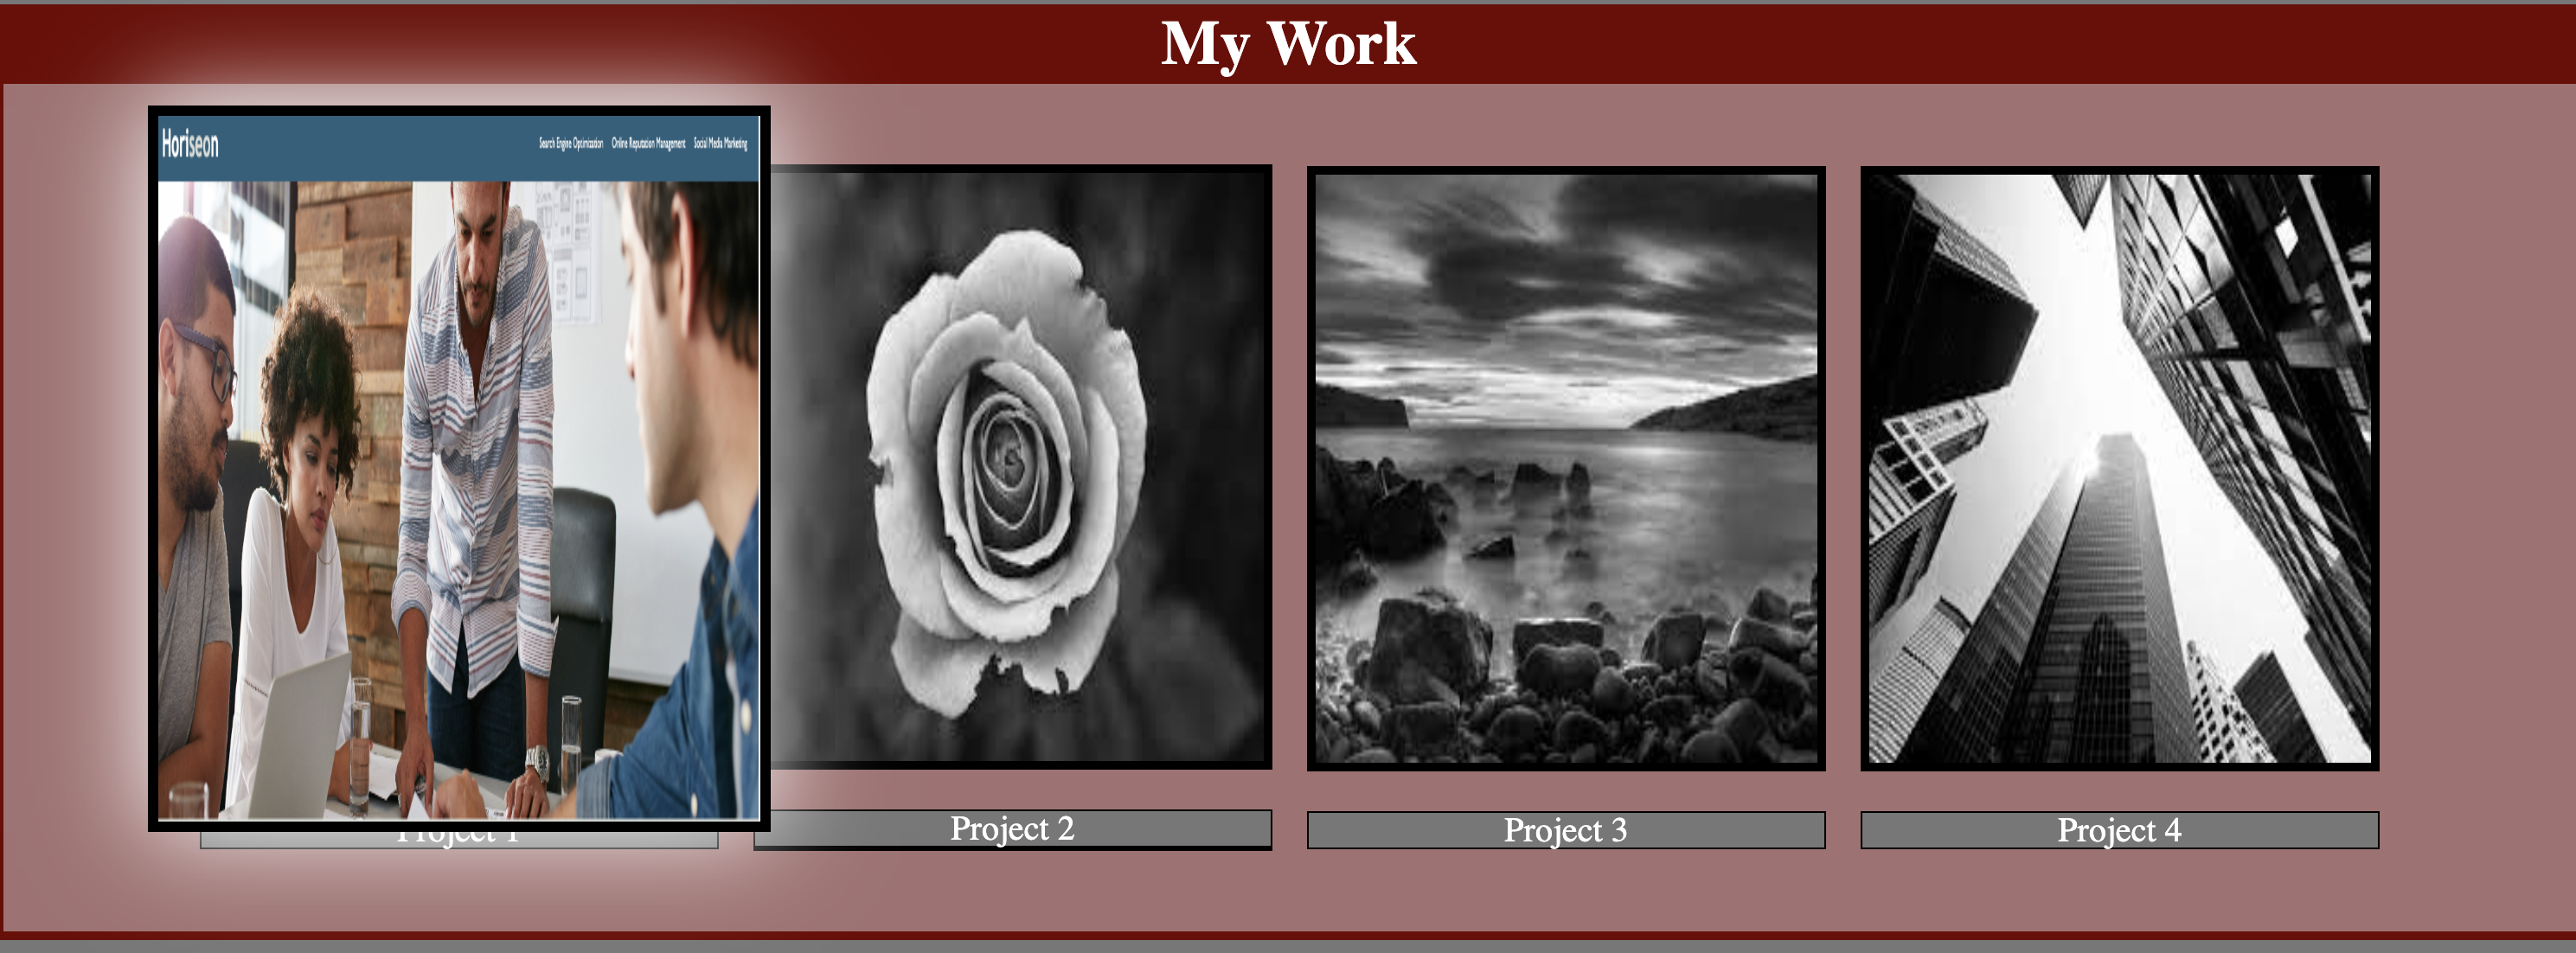 My Work
Horiseon
Search Engine Optimization Online Reputation Management Social Media Marketing
Project 1
Project 2
Project 3
Project 4